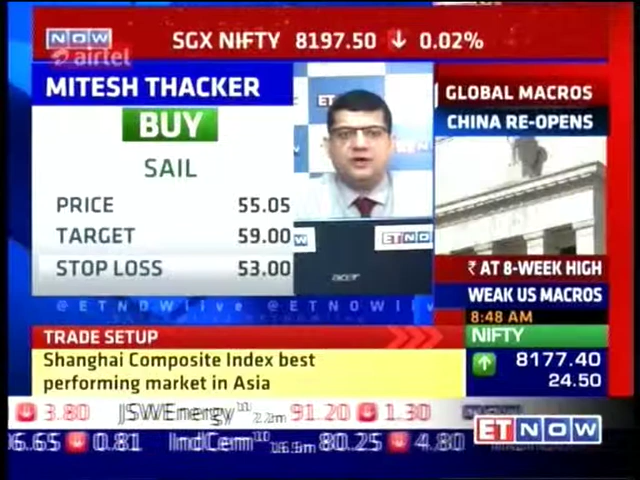 NOW
airtel
SGX NIFTY 8197.50 0.02%
MITESH THACKER
BUY
SAIL
PRICE 55.05
TARGET 59.00
STOP LOSS 53.00
ET
acer
ET NOW
@ETNOWlive @ETNOWli
GLOBAL MACROS
CHINA RE-OPENS
₹ AT 8-WEEK HIGH
WEAK US MACROS
8:48 AM
NIFTY
8177.40
24.50
TRADE SETUP
Shanghai Composite Index best
performing market in Asia
3.80 JSWEnergy 91.20 1.30
6.65 0.81 IndCem 80.25 4.80
ET NOW